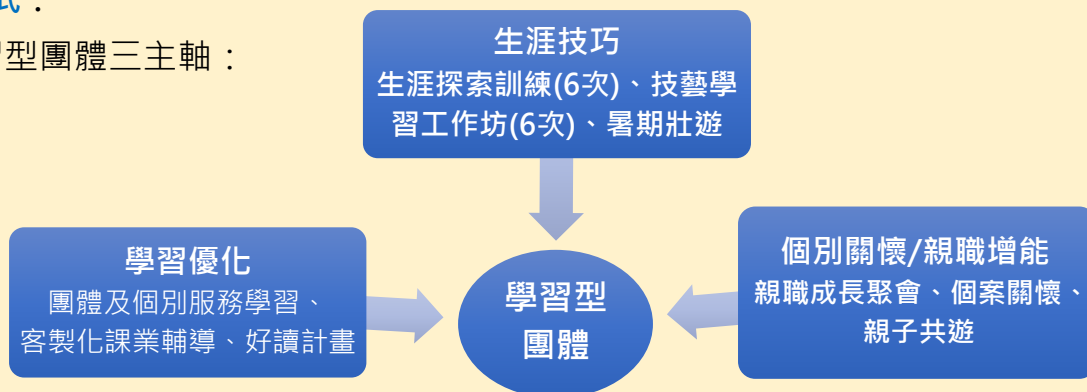 式：
型團體三主軸：
生涯技巧
生涯探索訓練(6次)、技藝學
習工作坊(6次)、暑期壯遊
學習優化
團體及個別服務學習、
客製化課業輔導、好讀計畫
學習型
團體
個別關懷/親職增能
親職成長聚會、個案關懷、
親子共遊